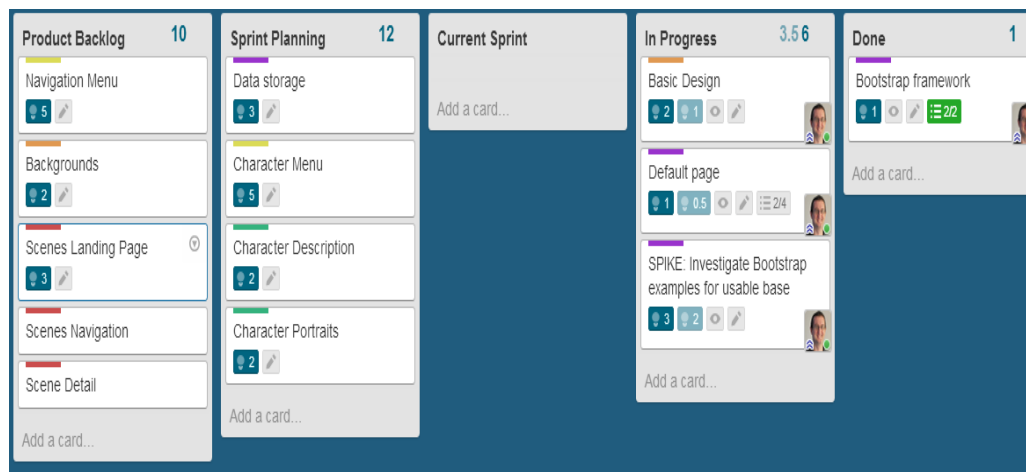 Product Backlog 10
Navigation Menu
5
Backgrounds
2
Scenes Landing Page
3
Scenes Navigation
Scene Detail
Add a card...
Sprint Planning 12
Data storage
3
Character Menu
5
Character Description
2
Character Portraits
2
Add a card...
Current Sprint
Add a card...
In Progress 3.5 6
Basic Design
2 1
Default page
1 0.5 2/4
SPIKE: Investigate Bootstrap
examples for usable base
3 2
Add a card...
Done 1
Bootstrap framework
1 2/2
Add a card...